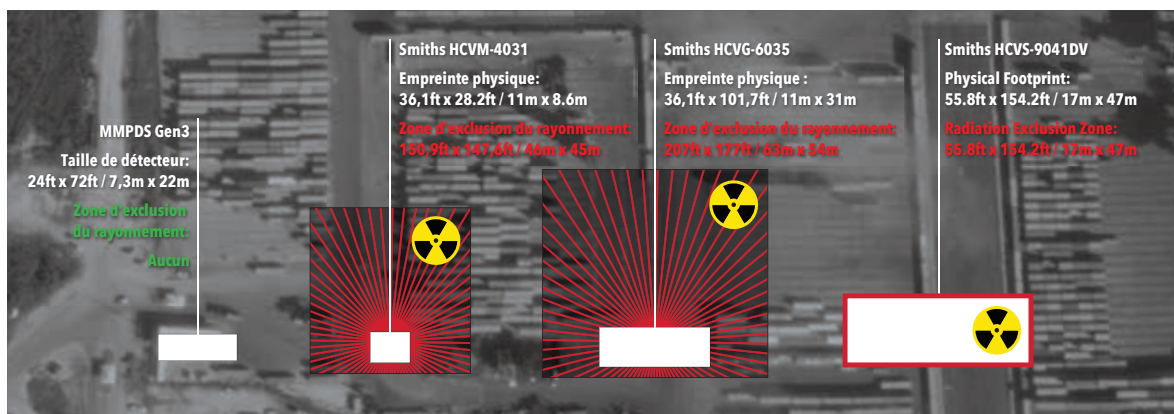 MMPDS Gen3
Taille de détecteur:
24ft x 72ft / 7,3m x 22m
Zone d'exclusion
du rayonnement:
Aucun
Smiths HCVM-4031
Empreinte physique:
36,1ft x 28.2ft / 11m x 8.6m
Zone d'exclusion du rayonnement:
150,9ft x 147,6ft / 46m x 45m
Smiths HCVG-6035
Empreinte physique :
36,1ft x 101,7ft / 11m x 31m
Zone d'exclusion du rayonnement:
207ft x 177ft / 63m x 54m
Smiths HCVS-9041DV
Physical Footprint:
55.8ft x 154.2ft / 17m x 47m
Radiation Exclusion Zone:
55.8ft x 154.2ft / 17m x 47m